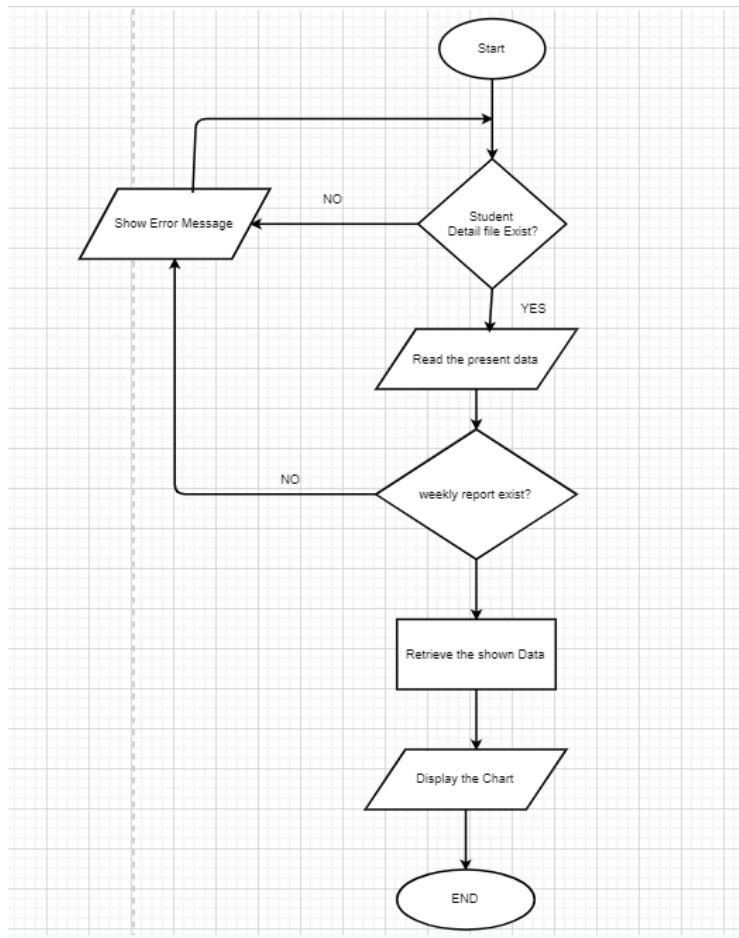 Start
NO
Show Error Message
Student
Detail file Exist?
YES
Read the present data
NO
weekly report exist?
Retrieve the shown Data
Display the Chart
END